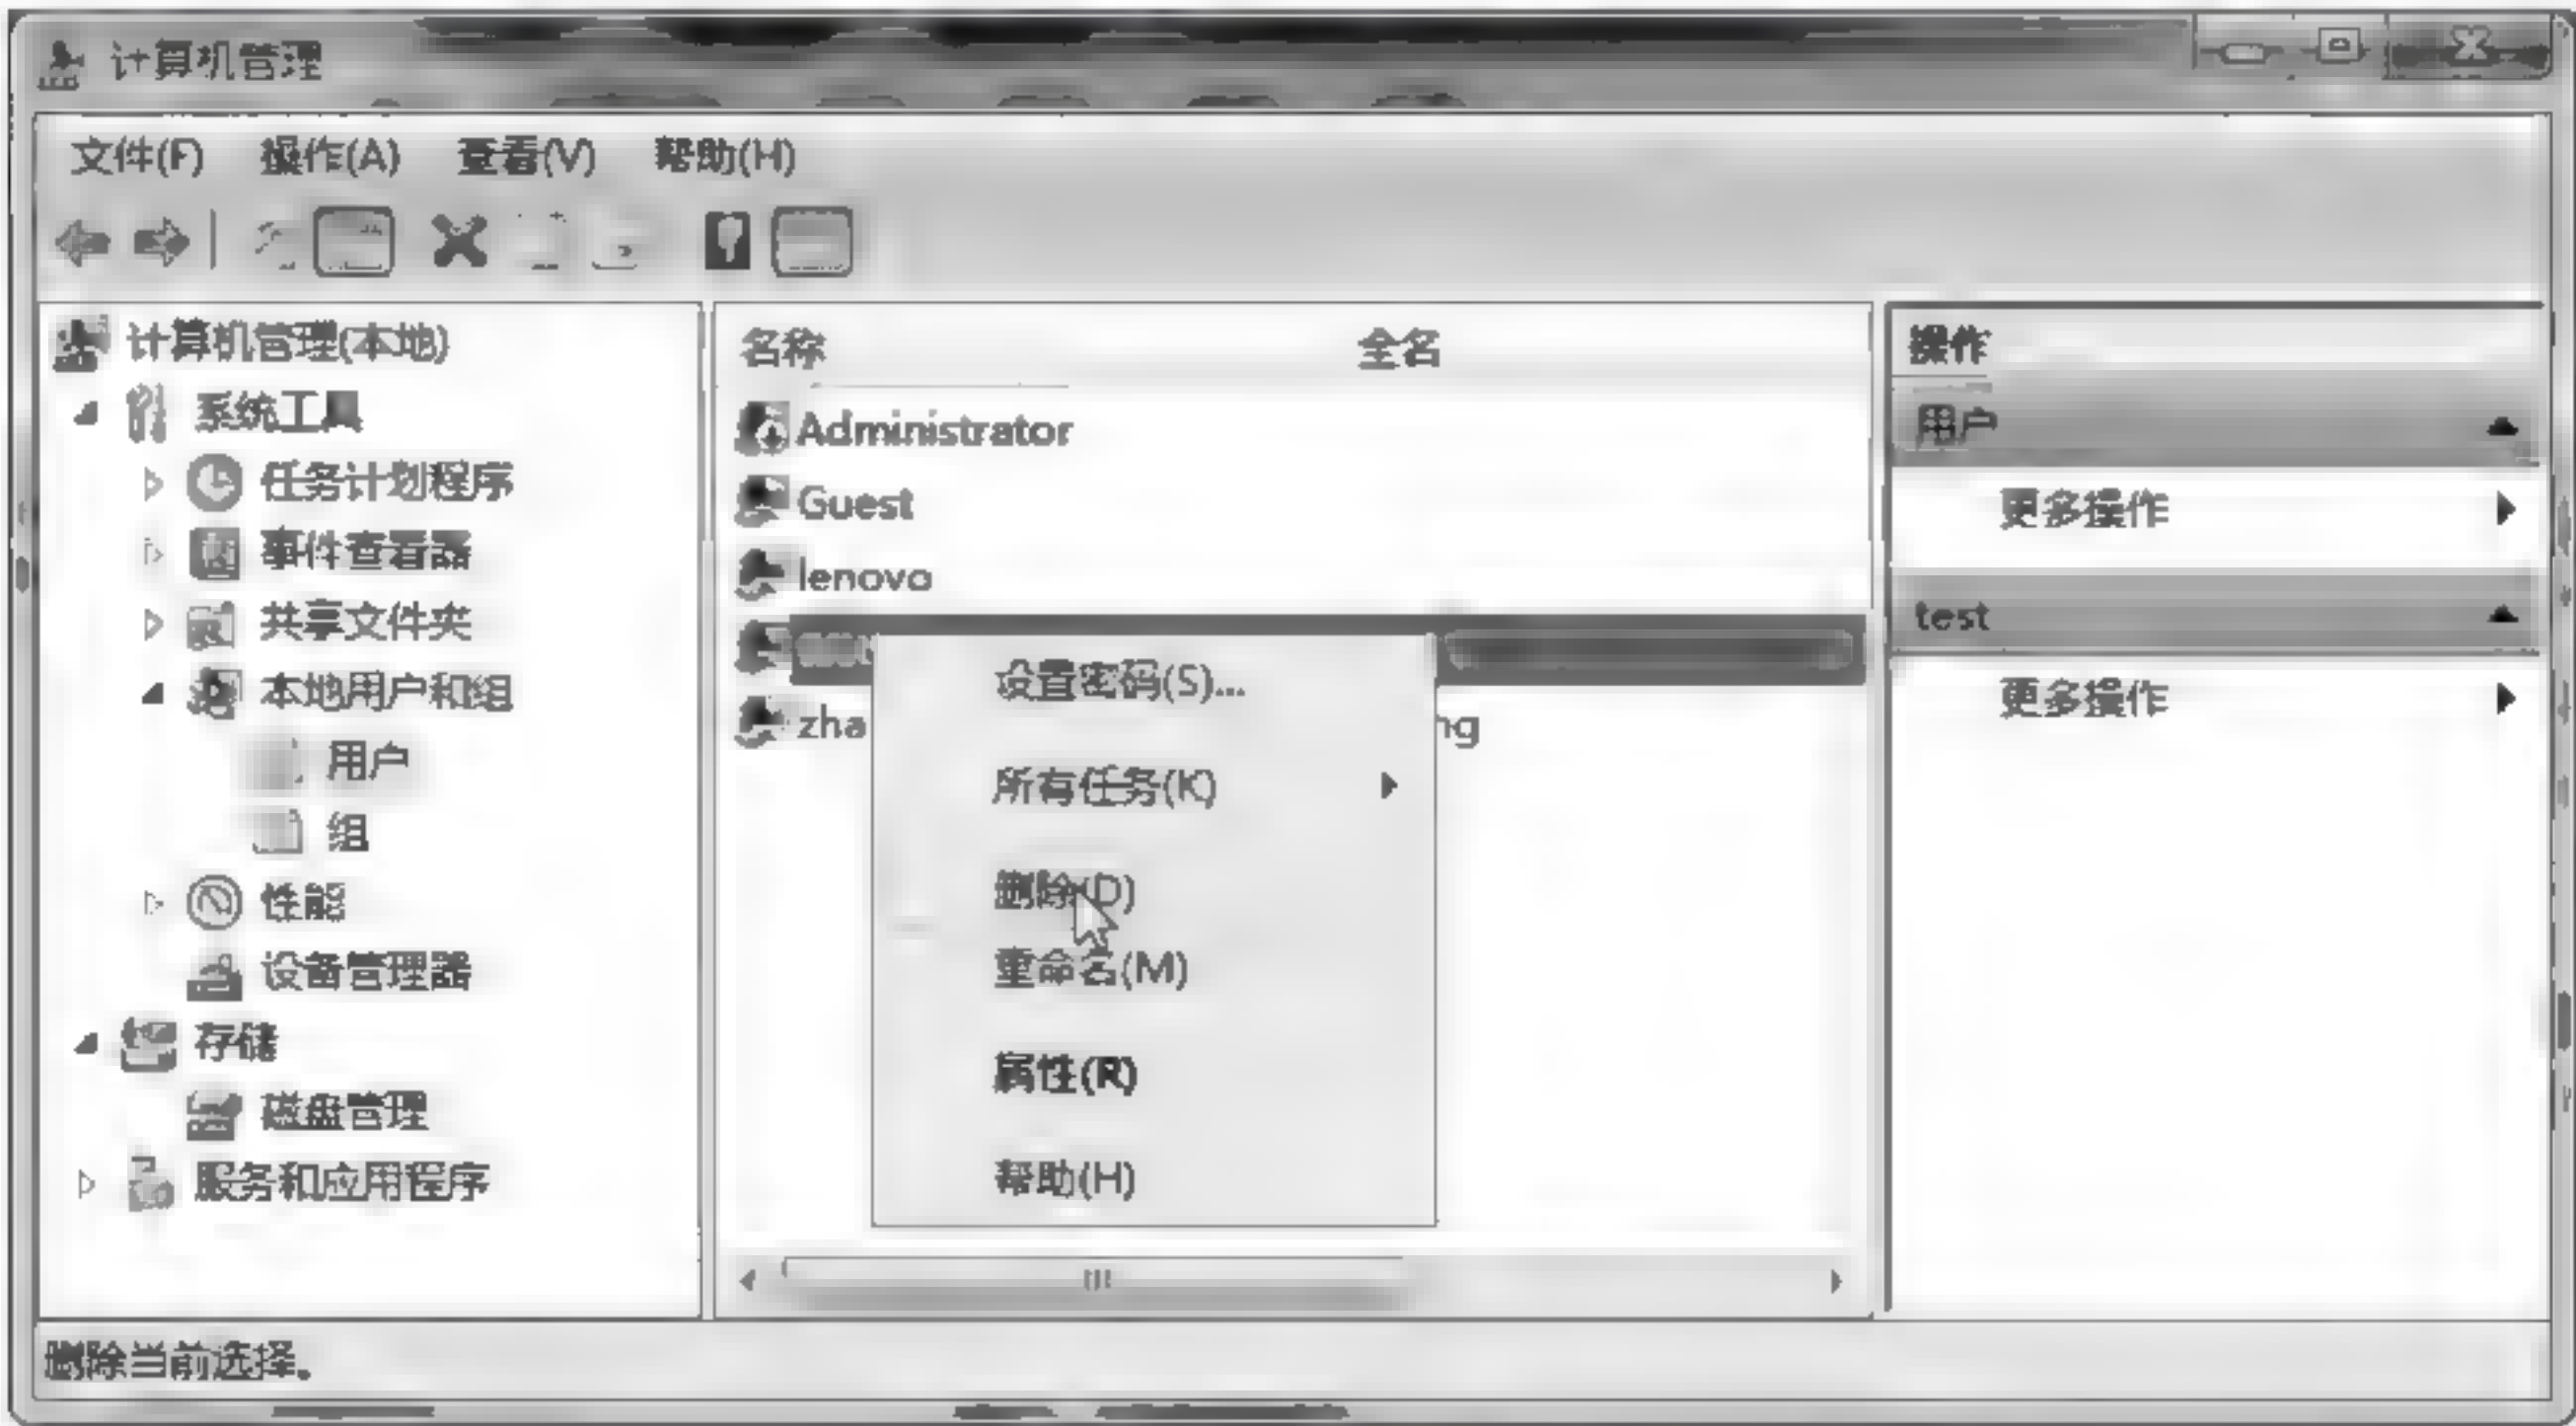 计算机管理
文件(F) 操作(A) 查看(V) 帮助(H)
计算机管理(本地)
系统工具
任务计划程序
事件查看器
共享文件夹
本地用户和组
用户
组
性能
设备管理器
存储
磁盘管理
服务和应用程序
名称 全名
Administrator
Guest
lenovo
zha ng
设置密码(S)...
所有任务(K)
删除(D)
重命名(M)
属性(R)
帮助(H)
操作
用户
更多操作
test
更多操作
删除当前选择。